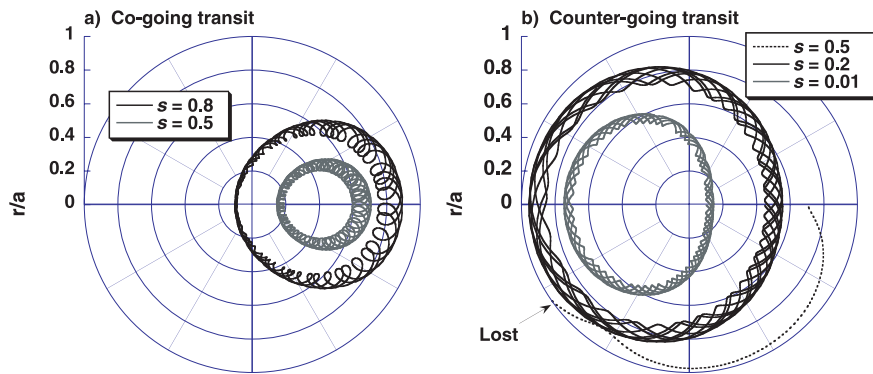 a) Co-going transit
r/a
1
0.8
0.6
0.4
0.2
0
s = 0.8
s = 0.5
b) Counter-going transit
r/a
1
0.8
0.6
0.4
0.2
0
s = 0.5
s = 0.2
s = 0.01
Lost